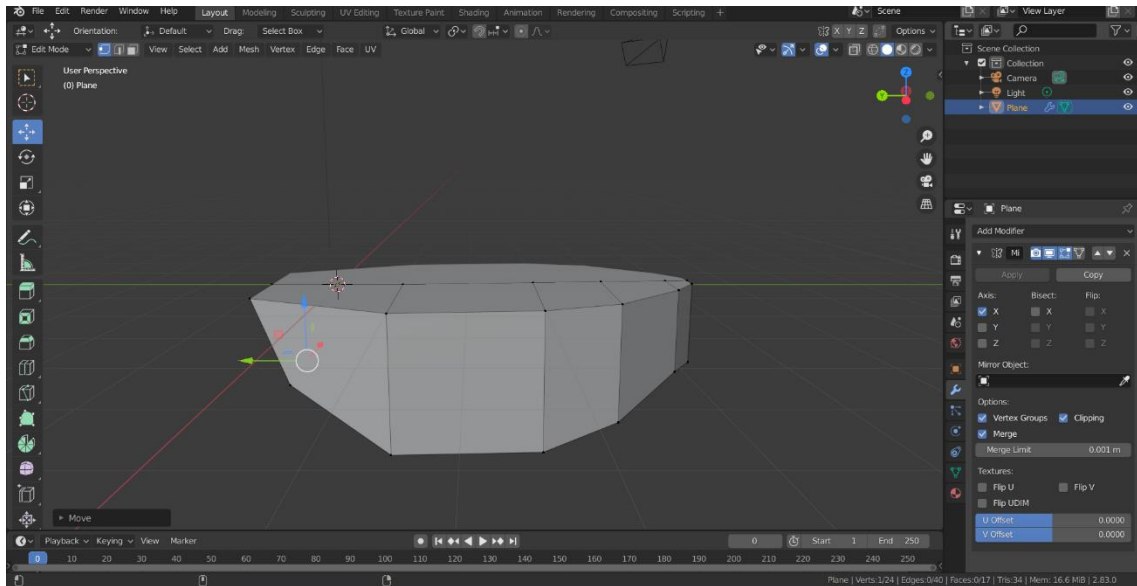 File Edit Render Window Help Layout Modeling Sculpting UV Editing Texture Paint Shading Animation Rendering Compositing Scripting + Scene View Layer
Orientation: Default Drag: Select Box Global X Y Z Options
Edit Mode View Select Add Mesh Vertex Edge Face UV
User Perspective
(0) Plane
Z
Y
Move
Scene Collection
Collection
Camera
Light
Plane
Plane
Add Modifier
Mi
Apply Copy
Axis: Bisect: Flip:
X X X
Y Y Y
Z Z Z
Mirror Object:
Options:
Vertex Groups Clipping
Merge
Merge Limit 0.001 m
Textures:
Flip U Flip V
Flip UDIM
U Offset 0.0000
V Offset 0.0000
Playback Keying View Marker 0 Start 1 End 250
0 10 20 30 40 50 60 70 80 90 100 110 120 130 140 150 160 170 180 190 200 210 220 230 240 250
Plane | Verts:1/24 | Edges:0/40 | Faces:0/17 | Tris:34 | Mem: 16.6 MiB | 2.83.0